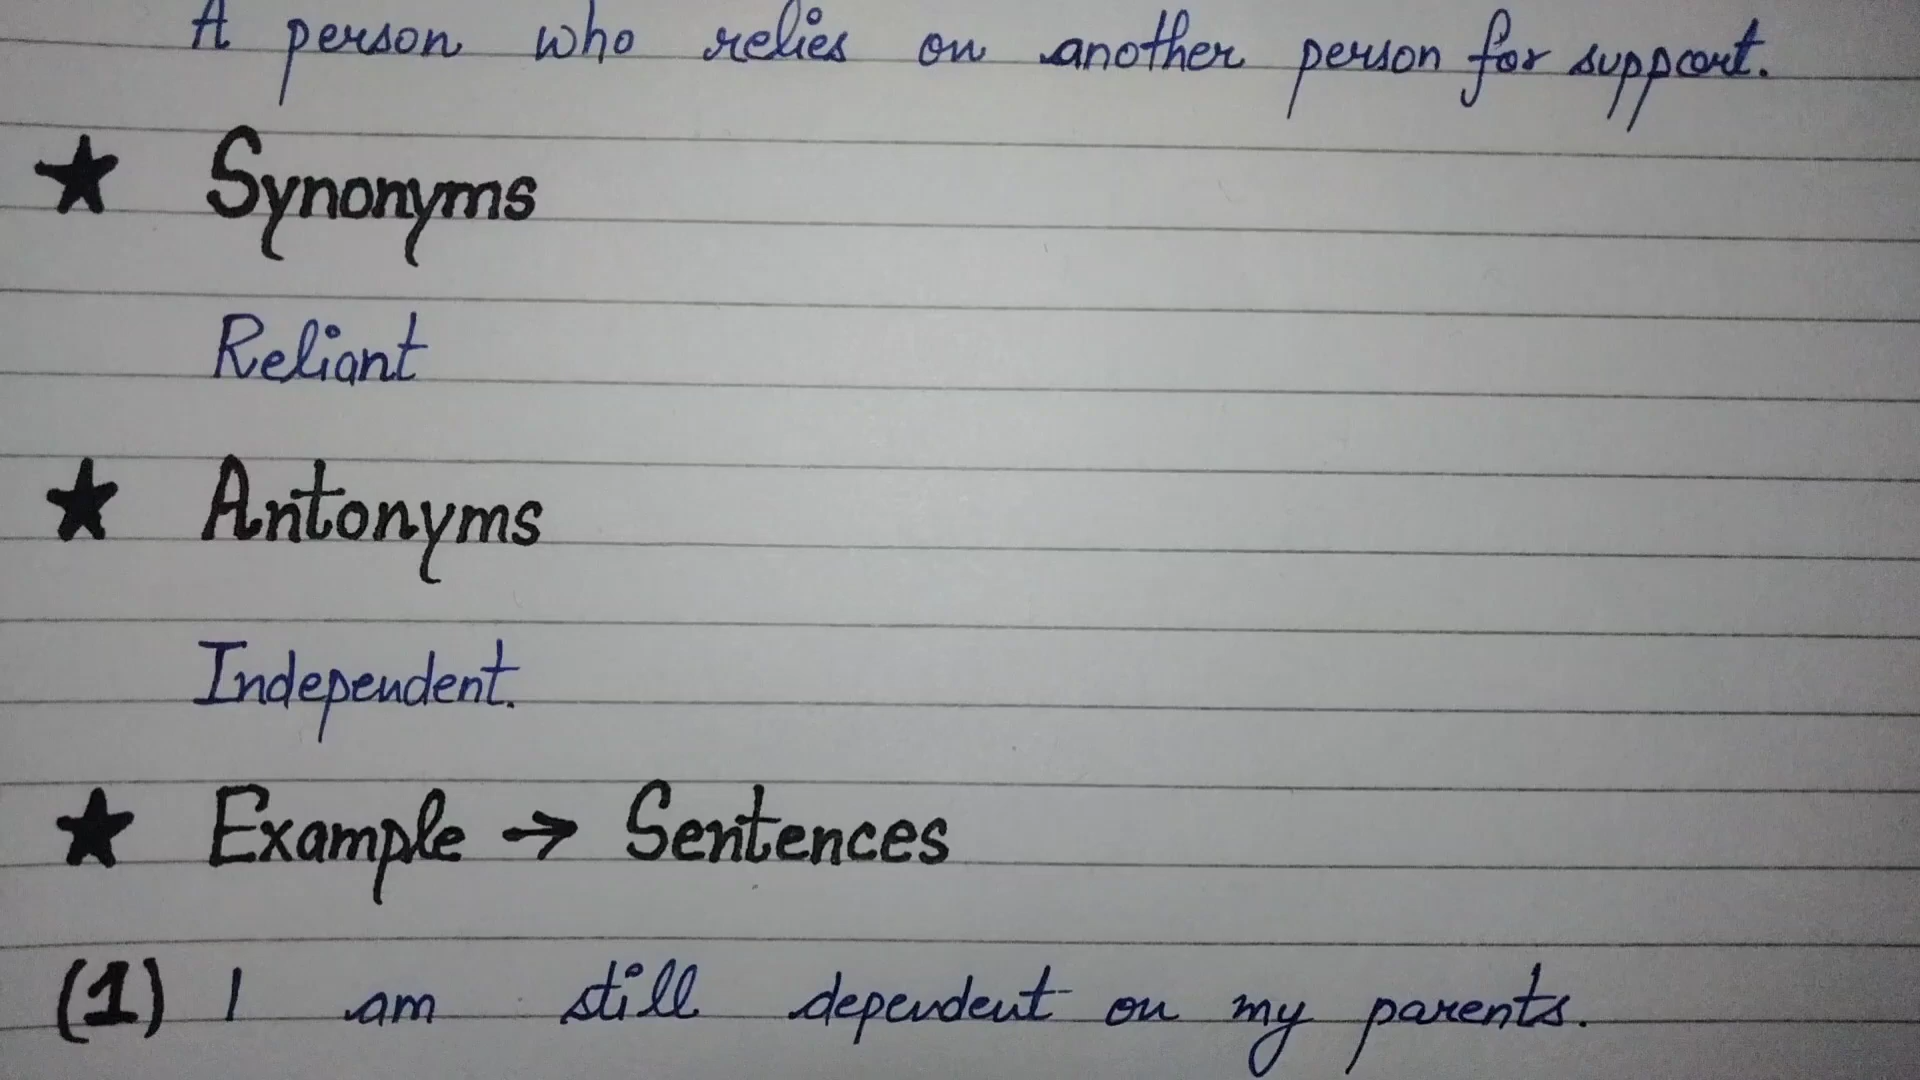 A person who relies on another person for support.
★ Synonyms
Reliant
★ Antonyms
Independent.
★ Example → Sentences
(1) I am still dependent on my parents.